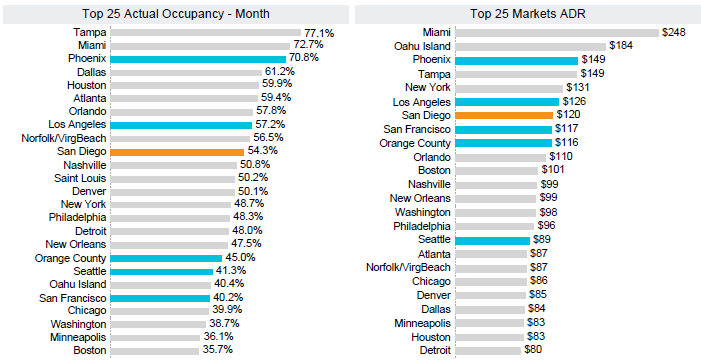 Top 25 Actual Occupancy - Month
Tampa 77.1%
Miami 72.7%
Phoenix 70.8%
Dallas 61.2%
Houston 59.9%
Atlanta 59.4%
Orlando 57.8%
Los Angeles 57.2%
Norfolk/VirgBeach 56.5%
San Diego 54.3%
Nashville 50.8%
Saint Louis 50.2%
Denver 50.1%
New York 48.7%
Philadelphia 48.3%
Detroit 48.0%
New Orleans 47.5%
Orange County 45.0%
Seattle 41.3%
Oahu Island 40.4%
San Francisco 40.2%
Chicago 39.9%
Washington 38.7%
Minneapolis 36.1%
Boston 35.7%
Top 25 Markets ADR
Miami $248
Oahu Island $184
Phoenix $149
Tampa $149
New York $131
Los Angeles $126
San Diego $120
San Francisco $117
Orange County $116
Orlando $110
Boston $101
Nashville $99
New Orleans $99
Washington $98
Philadelphia $96
Seattle $89
Atlanta $87
Norfolk/VirgBeach $87
Chicago $86
Denver $85
Dallas $84
Minneapolis $83
Houston $83
Detroit $80